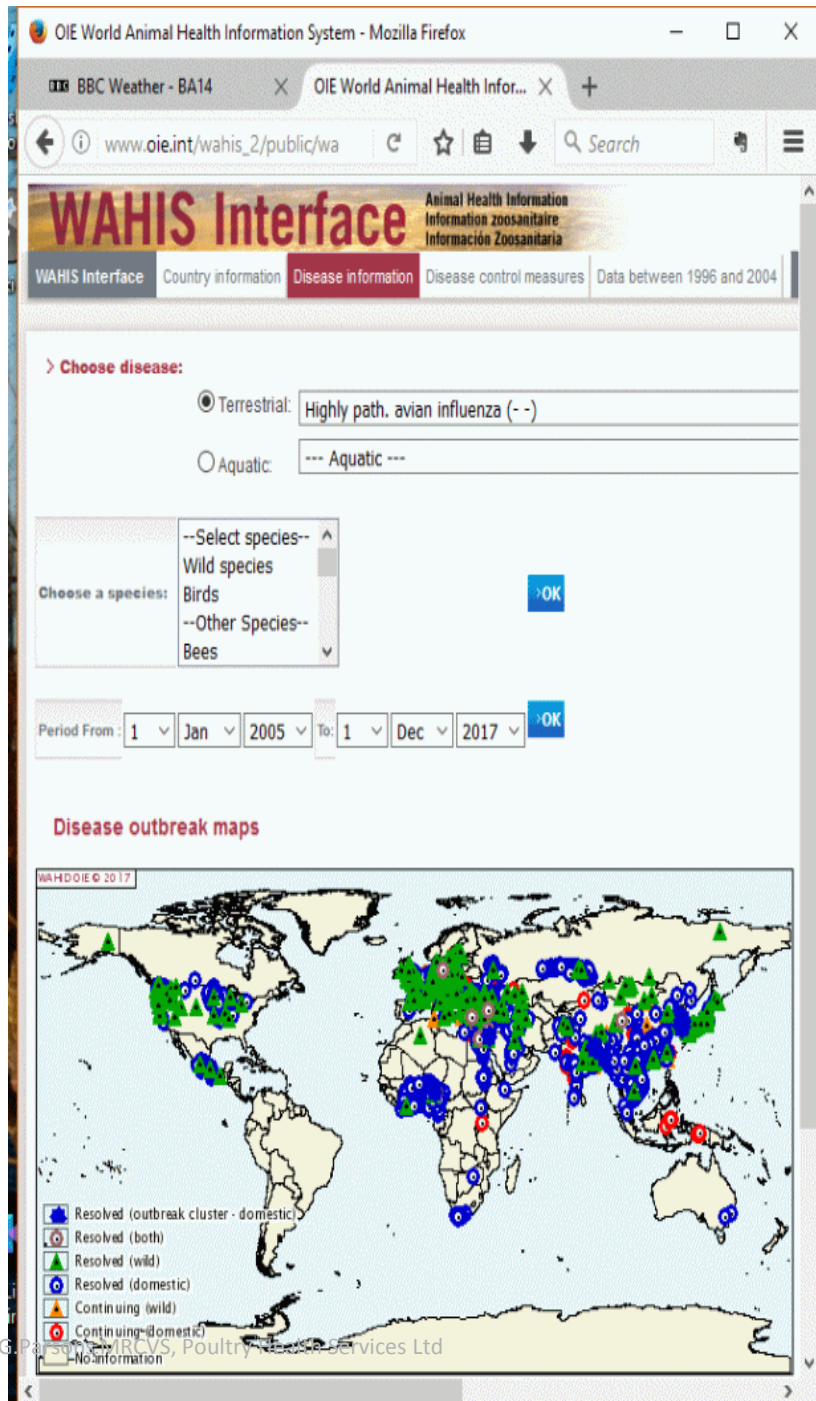 OIE World Animal Health Information System - Mozilla Firefox
BBC Weather - BA14
OIE World Animal Health Infor...
www.oie.int/wahis_2/public/wa
Search
WAHIS Interface
Animal Health Information
Information zoosanitaire
Información Zoosanitaria
WAHIS Interface Country information Disease information Disease control measures Data between 1996 and 2004
> Choose disease:
Terrestrial: Highly path. avian influenza (- -)
Aquatic: --- Aquatic ---
Choose a species:
--Select species--
Wild species
Birds
--Other Species--
Bees
>OK
Period From : 1 Jan 2005 To: 1 Dec 2017 >OK
Disease outbreak maps
WAHDOIE © 2017
Resolved (outbreak cluster - domestic)
Resolved (both)
Resolved (wild)
Resolved (domestic)
Continuing (wild)
Continuing (domestic)
No information
G.Parsons MRCVS, Poultry Health Services Ltd